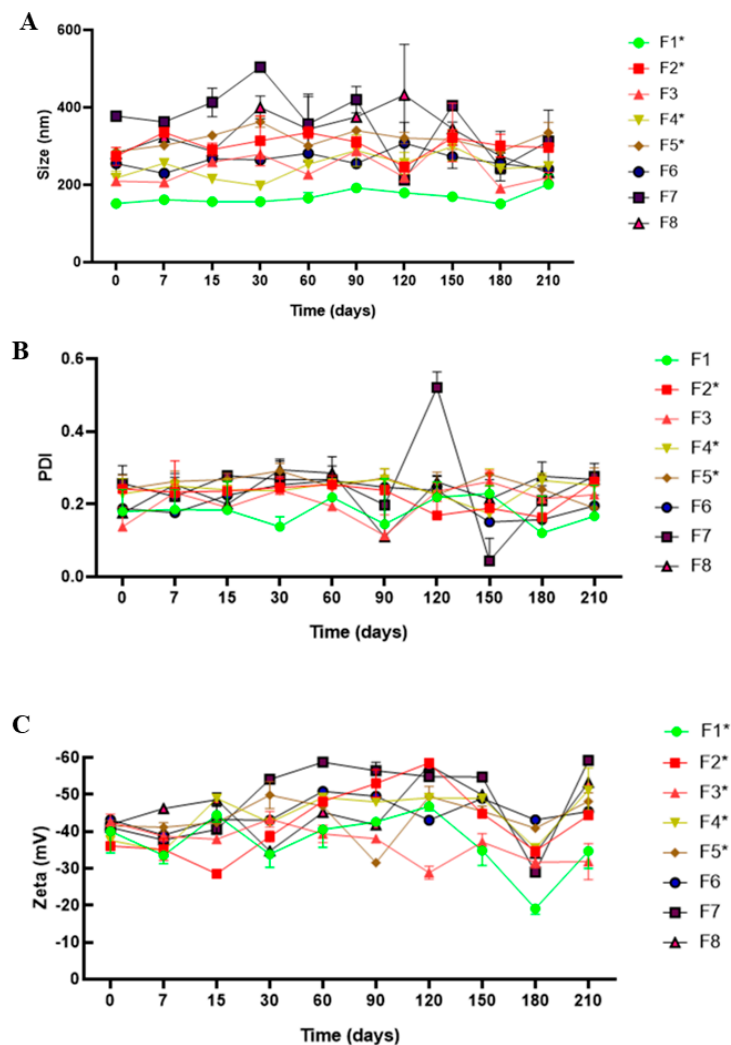 A
600
400
200
0
Size (nm)
0 7 15 30 60 90 120 150 180 210
Time (days)
F1*
F2*
F3
F4*
F5*
F6
F7
F8
B
0.6
0.4
0.2
0.0
PDI
0 7 15 30 60 90 120 150 180 210
Time (days)
F1
F2*
F3
F4*
F5*
F6
F7
F8
C
-60
-50
-40
-30
-20
-10
0
Zeta (mV)
0 7 15 30 60 90 120 150 180 210
Time (days)
F1*
F2*
F3*
F4*
F5*
F6
F7
F8